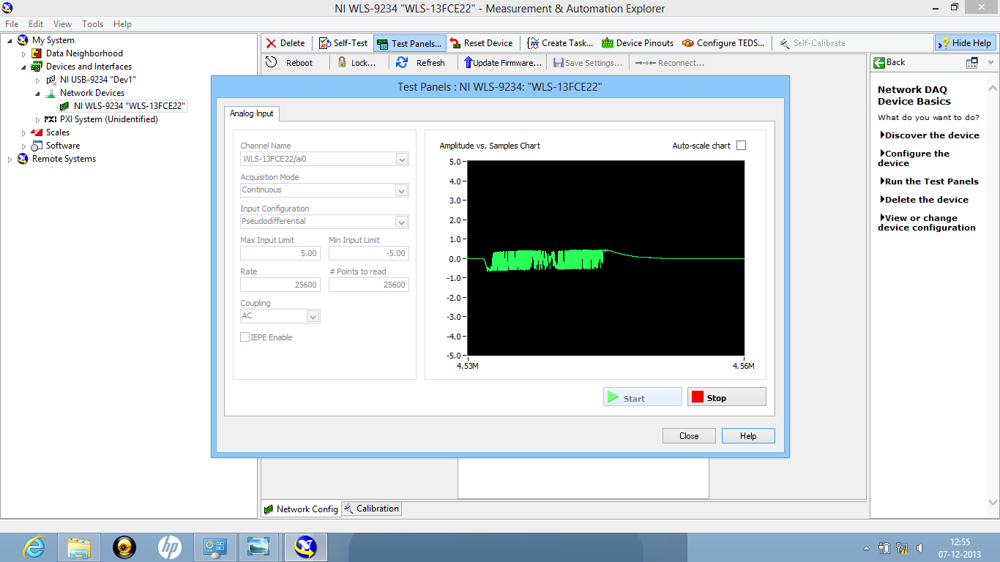 NI WLS-9234 "WLS-13FCE22" - Measurement & Automation Explorer
File Edit View Tools Help
My System
Data Neighborhood
Devices and Interfaces
NI USB-9234 "Dev1"
Network Devices
NI WLS-9234 "WLS-13FCE22"
PXI PXI System (Unidentified)
Scales
Software
Remote Systems
Delete Self-Test Test Panels... Reset Device Create Task... Device Pinouts Configure TEDS... Self-Calibrate Hide Help
Reboot Lock... Refresh Update Firmware... Save Settings... Reconnect...
Test Panels : NI WLS-9234: "WLS-13FCE22"
Analog Input
Channel Name
WLS-13FCE22/ai0
Acquisition Mode
Continuous
Input Configuration
Pseudodifferential
Max Input Limit Min Input Limit
5.00 -5.00
Rate # Points to read
25600 25600
Coupling
AC
IEPE Enable
Amplitude vs. Samples Chart Auto-scale chart
5.0
4.0
3.0
2.0
1.0
0.0
-1.0
-2.0
-3.0
-4.0
-5.0
4.53M 4.56M
Start Stop
Close Help
Network Config Calibration
Back
Network DAQ
Device Basics
What do you want to do?
Discover the device
Configure the
device
Run the Test Panels
Delete the device
View or change
device configuration
hp
12:55
07-12-2013